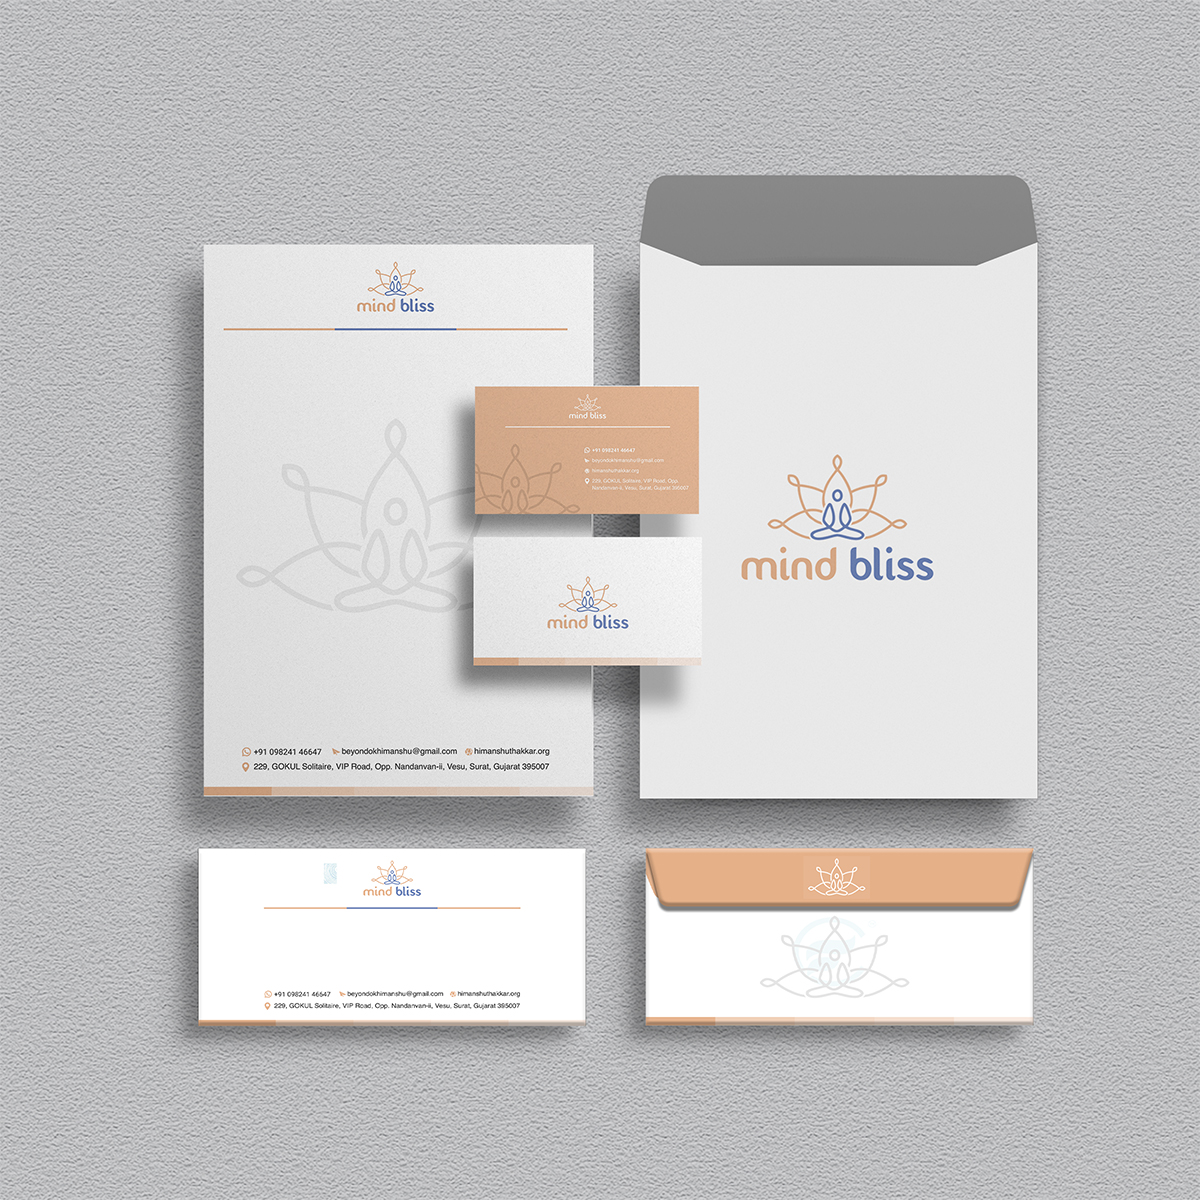 mind bliss
+91 098241 46647 beyondokhimanshu@gmail.com himanshuthakkar.org
229, GOKUL Solitaire, VIP Road, Opp. Nandanvan-ii, Vesu, Surat, Gujarat 395007
mind bliss
+91 098241 46647
beyondokhimanshu@gmail.com
himanshuthakkar.org
229, GOKUL Solitaire, VIP Road, Opp.
Nandanvan-ii, Vesu, Surat, Gujarat 395007
mind bliss
mind bliss
mind bliss
+91 098241 46647 beyondokhimanshu@gmail.com himanshuthakkar.org
229, GOKUL Solitaire, VIP Road, Opp. Nandanvan-ii, Vesu, Surat, Gujarat 395007